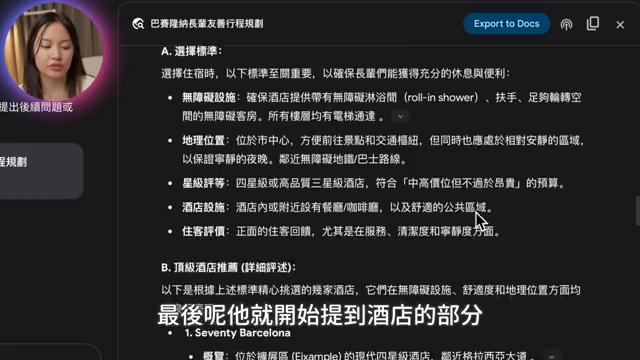 巴賽隆納長輩友善行程規劃
Export to Docs
A. 選擇標準：
選擇住宿時，以下標準至關重要，以確保長輩們能獲得充分的休息與便利：
提出後續問題或
• 無障礙設施：確保酒店提供帶有無障礙淋浴間（roll-in shower）、扶手、足夠輪轉空
間的無障礙客房。所有樓層均有電梯通達。
• 地理位置：位於市中心，方便前往景點和交通樞紐，但同時也應處於相對安靜的區域，
以保證寧靜的夜晚。鄰近無障礙地鐵/巴士路線。
程規劃
• 星級評等：四星級或高品質三星級酒店，符合「中高價位但不過於昂貴」的預算。
• 酒店設施：酒店內或附近設有餐廳/咖啡廳，以及舒適的公共區域。
• 住客評價：正面的住客回饋，尤其是在服務、清潔度和寧靜度方面。
B. 頂級酒店推薦 (詳細評述)：
以下是根據上述標準精心挑選的幾家酒店，它們在無障礙設施、舒適度和地理位置方面均
最後呢他就開始提到酒店的部分
• 1. Seventy Barcelona
• 概覽：位於擴展區 (Eixample) 的現代四星級酒店，鄰近格拉西亞大道